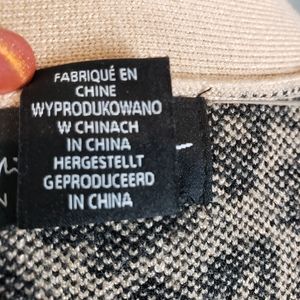 FABRIQUÉ EN
CHINE
WYPRODUKOWANO
W CHINACH
IN CHINA
HERGESTELLT
GEPRODUCEERD
IN CHINA